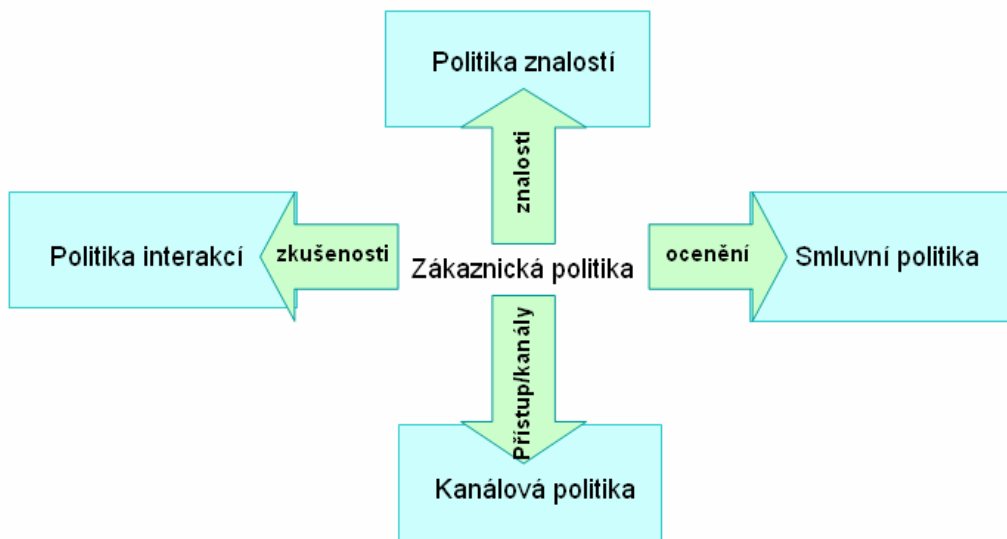 Politika znalostí
znalosti
Politika interakcí
zkušenosti
Zákaznická politika
ocenění
Smluvní politika
Přístup/kanály
Kanálová politika